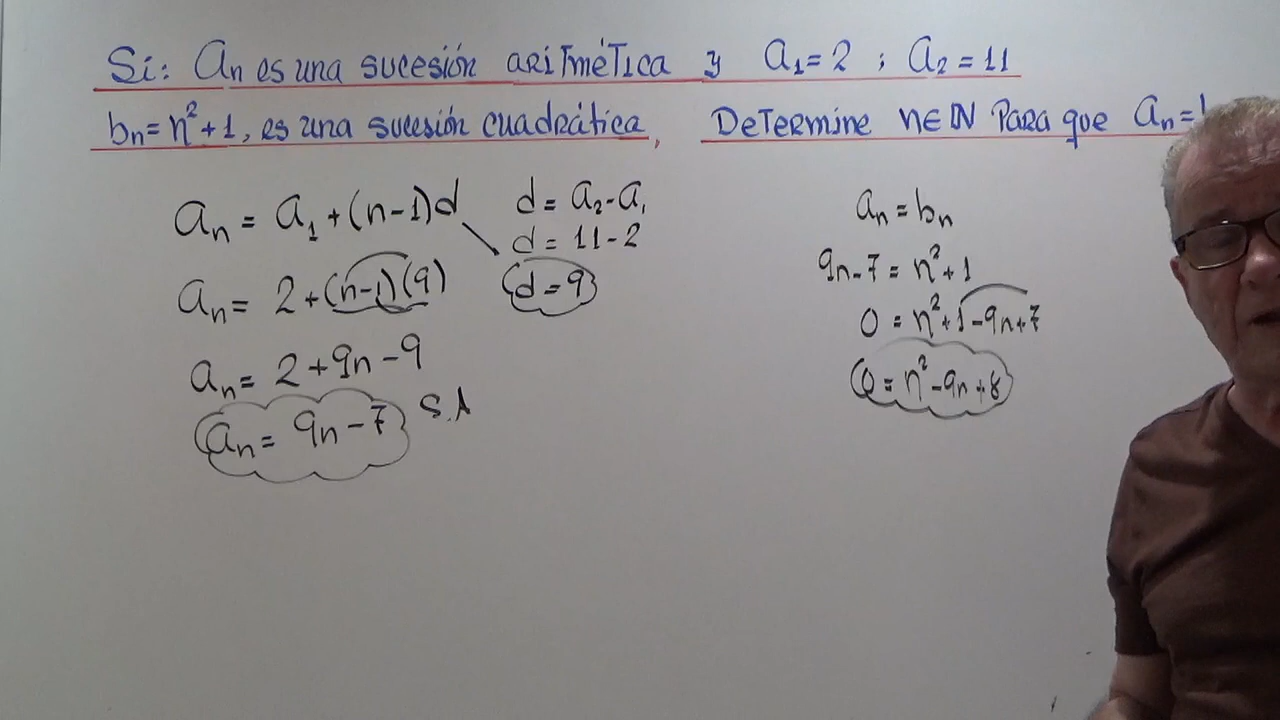 Si: an es una sucesión aritmética y a1 = 2 ; a2 = 11
bn = n² + 1, es una sucesión cuadrática, Determine n∈ℕ Para que an =
an = a1 + (n-1)d
d = a2 - a1
d = 11 - 2
d = 9
an = 2 + (n-1)(9)
an = 2 + 9n - 9
an = 9n - 7 S.A
an = bn
9n - 7 = n² + 1
0 = n² + 1 - 9n + 7
0 = n² - 9n + 8